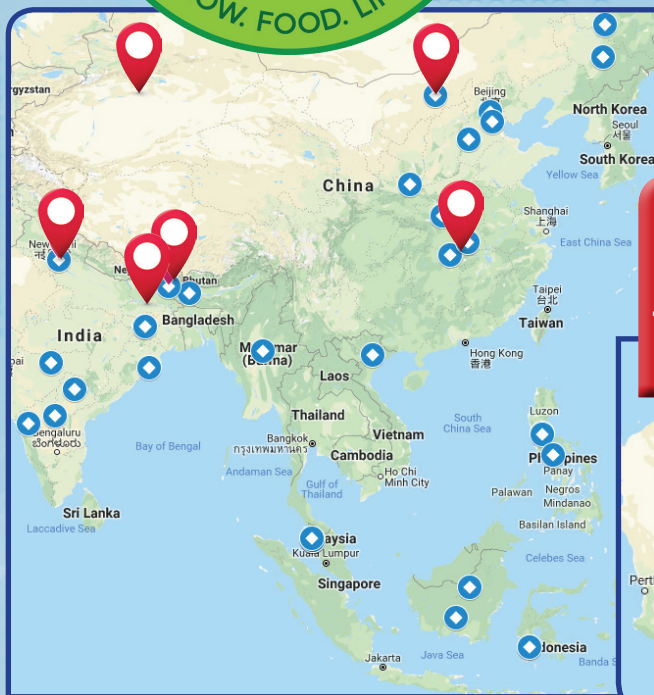 OW. FOOD. LI
rgyzstan
Beijing
North Korea
Seoul
서울
South Korea
China
Yellow Sea
Shanghai
上海
East China Sea
New
Ne
Bhutan
Taipei
台北
Taiwan
India
Bangladesh
Hong Kong
香港
(Burma)
Laos
Thailand
Luzon
South
China Sea
Bay of Bengal
Bangkok
กรุงเทพมหานคร
Vietnam
Cambodia
Andaman Sea
Gulf of
Thailand
Ho Chi
Minh City
Panay
Palawan
Negros
Mindanao
Basilan Island
Sri Lanka
Laccadive Sea
Celebes Sea
aysia
Kuala Lumpur
Singapore
Pert
Jakarta
Java Sea
donesia
Banda S